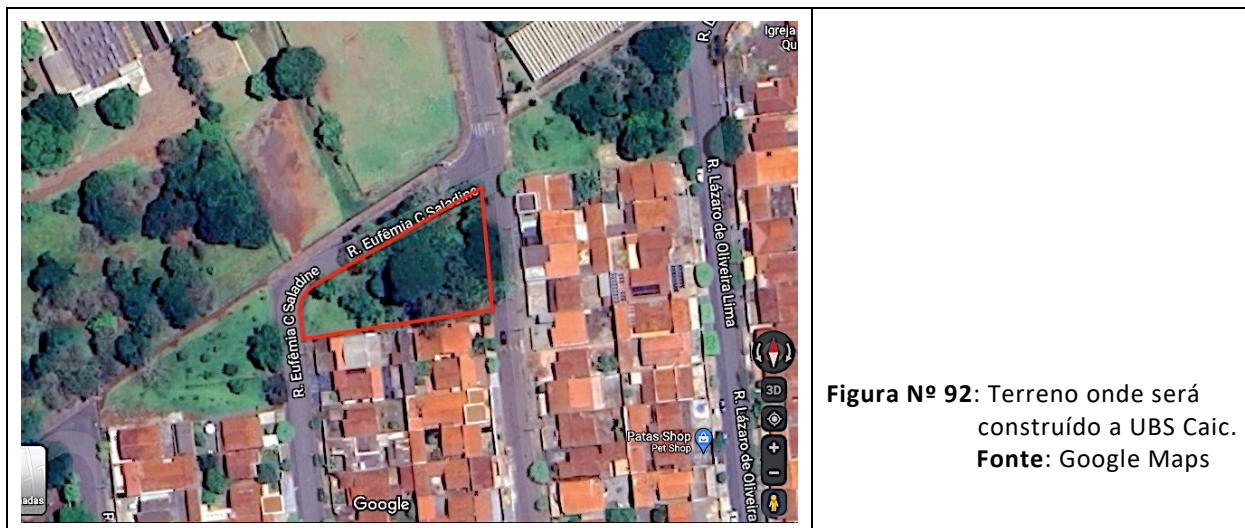 R. L
Igreja
Qu
R. Eufêmia C Saladine
R. Eufêmia C Saladine
R. Lázaro de Oliveira Lima
3D
Patas Shop
Pet Shop
R. Lázaro de Oliveira
nadas
R
Google
Figura Nº 92: Terreno onde será
construído a UBS Caic.
Fonte: Google Maps